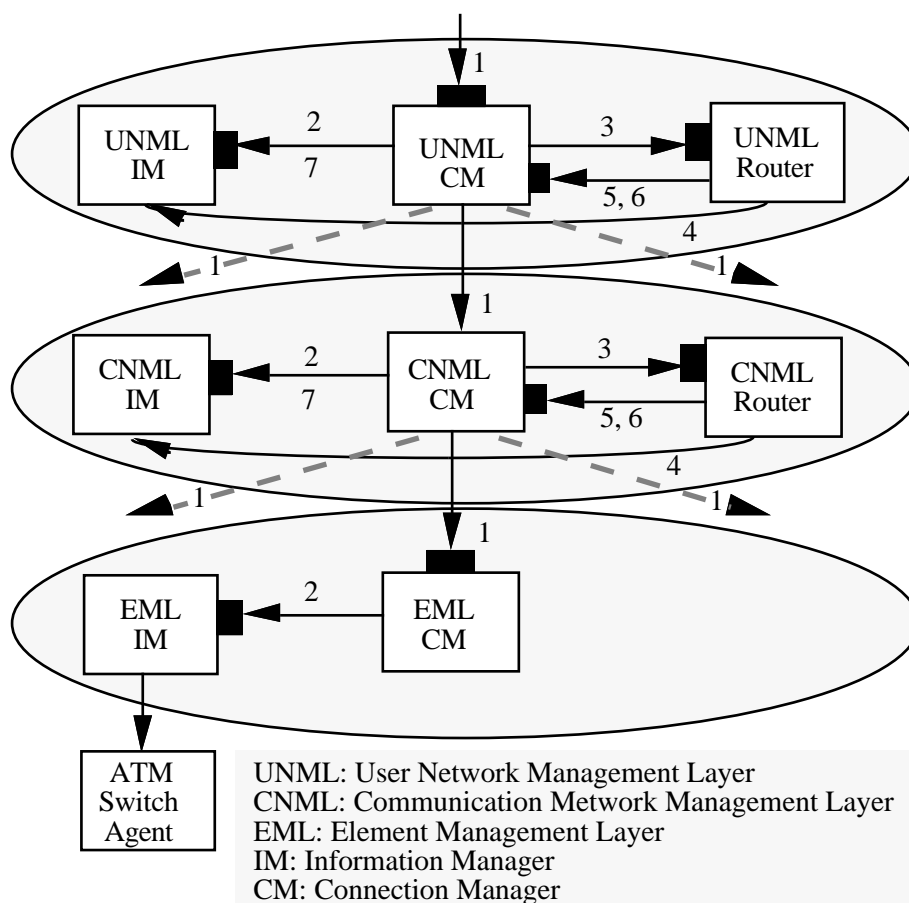 1
UNML
IM
2
7
UNML
CM
3
5, 6
UNML
Router
4
1
1
1
CNML
IM
2
7
CNML
CM
3
5, 6
CNML
Router
4
1
1
1
EML
IM
2
EML
CM
ATM
Switch
Agent
UNML: User Network Management Layer
CNML: Communication Metwork Management Layer
EML: Element Management Layer
IM: Information Manager
CM: Connection Manager